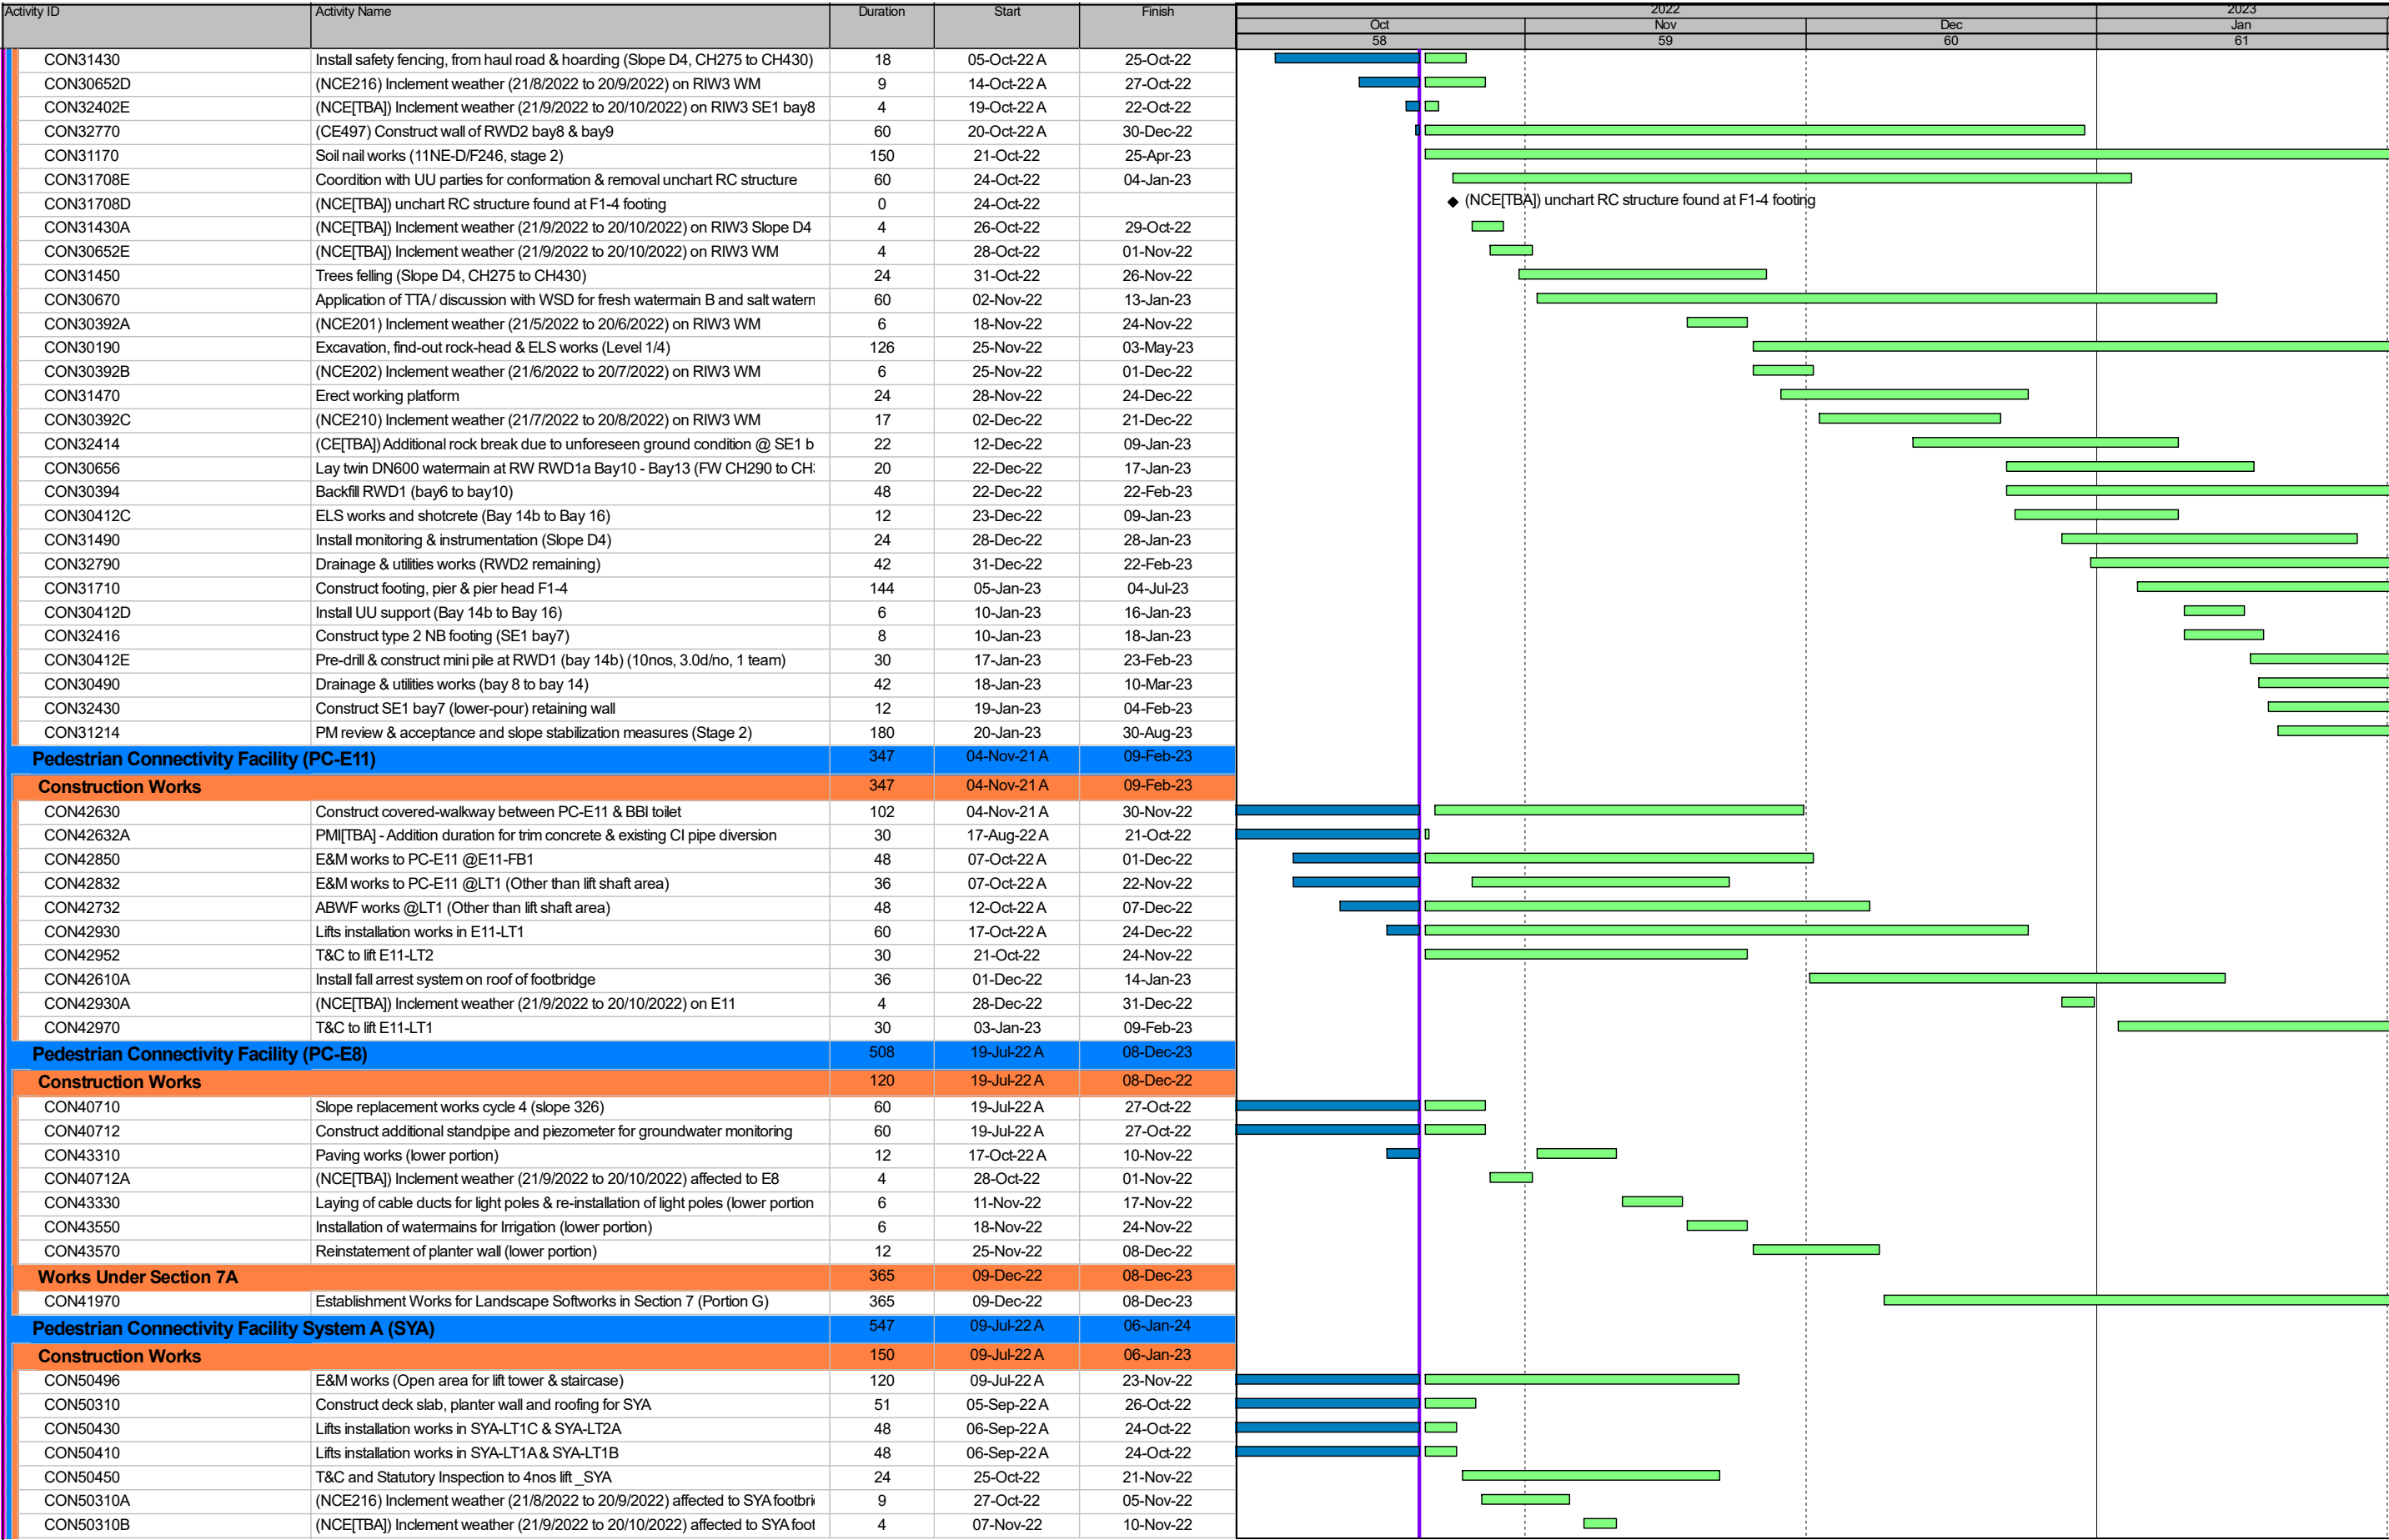 Activity ID Activity Name Duration Start Finish 2022 2023
Oct Nov Dec Jan
58 59 60 61
CON31430 Install safety fencing, from haul road & hoarding (Slope D4, CH275 to CH430) 18 05-Oct-22 A 25-Oct-22
CON30652D (NCE216) Inclement weather (21/8/2022 to 20/9/2022) on RIW3 WM 9 14-Oct-22 A 27-Oct-22
CON32402E (NCE[TBA]) Inclement weather (21/9/2022 to 20/10/2022) on RIW3 SE1 bay8 4 19-Oct-22 A 22-Oct-22
CON32770 (CE497) Construct wall of RWD2 bay8 & bay9 60 20-Oct-22 A 30-Dec-22
CON31170 Soil nail works (11NE-D/F246, stage 2) 150 21-Oct-22 25-Apr-23
CON31708E Coordition with UU parties for conformation & removal unchart RC structure 60 24-Oct-22 04-Jan-23
CON31708D (NCE[TBA]) unchart RC structure found at F1-4 footing 0 24-Oct-22 (NCE[TBA]) unchart RC structure found at F1-4 footing
CON31430A (NCE[TBA]) Inclement weather (21/9/2022 to 20/10/2022) on RIW3 Slope D4 4 26-Oct-22 29-Oct-22
CON30652E (NCE[TBA]) Inclement weather (21/9/2022 to 20/10/2022) on RIW3 WM 4 28-Oct-22 01-Nov-22
CON31450 Trees felling (Slope D4, CH275 to CH430) 24 31-Oct-22 26-Nov-22
CON30670 Application of TTA / discussion with WSD for fresh watermain B and salt 60 02-Nov-22 13-Jan-23
CON30392A (NCE201) Inclement weather (21/5/2022 to 20/6/2022) on RIW3 WM 6 18-Nov-22 24-Nov-22
CON30190 Excavation, find-out rock-head & ELS works (Level 1/4) 126 25-Nov-22 03-May-23
CON30392B (NCE202) Inclement weather (21/6/2022 to 20/7/2022) on RIW3 WM 6 25-Nov-22 01-Dec-22
CON31470 Erect working platform 24 28-Nov-22 24-Dec-22
CON30392C (NCE210) Inclement weather (21/7/2022 to 20/8/2022) on RIW3 WM 17 02-Dec-22 21-Dec-22
CON32414 (CE[TBA]) Additional rock break due to unforeseen ground condition @ SE1 b 22 12-Dec-22 09-Jan-23
CON30656 Lay twin DN600 watermain at RW RWD1a Bay10 - Bay13 (FW CH290 to 20 22-Dec-22 17-Jan-23
CON30394 Backfill RWD1 (bay6 to bay10) 48 22-Dec-22 22-Feb-23
CON30412C ELS works and shotcrete (Bay 14b to Bay 16) 12 23-Dec-22 09-Jan-23
CON31490 Install monitoring & instrumentation (Slope D4) 24 28-Dec-22 28-Jan-23
CON32790 Drainage & utilities works (RWD2 remaining) 42 31-Dec-22 22-Feb-23
CON31710 Construct footing, pier & pier head F1-4 144 05-Jan-23 04-Jul-23
CON30412D Install UU support (Bay 14b to Bay 16) 6 10-Jan-23 16-Jan-23
CON32416 Construct type 2 NB footing (SE1 bay7) 8 10-Jan-23 18-Jan-23
CON30412E Pre-drill & construct mini pile at RWD1 (bay 14b) (10nos, 3.0d/no, 1 team) 30 17-Jan-23 23-Feb-23
CON30490 Drainage & utilities works (bay 8 to bay 14) 42 18-Jan-23 10-Mar-23
CON32430 Construct SE1 bay7 (lower-pour) retaining wall 12 19-Jan-23 04-Feb-23
CON31214 PM review & acceptance and slope stabilization measures (Stage 2) 180 20-Jan-23 30-Aug-23
Pedestrian Connectivity Facility (PC-E11) 347 04-Nov-21 A 09-Feb-23
Construction Works 347 04-Nov-21 A 09-Feb-23
CON42630 Construct covered-walkway between PC-E11 & BBI toilet 102 04-Nov-21 A 30-Nov-22
CON42632A PMI[TBA] - Addition duration for trim concrete & existing CI pipe diversion 30 17-Aug-22 A 21-Oct-22
CON42850 E&M works to PC-E11 @E11-FB1 48 07-Oct-22 A 01-Dec-22
CON42832 E&M works to PC-E11 @LT1 (Other than lift shaft area) 36 07-Oct-22 A 22-Nov-22
CON42732 ABWF works @LT1 (Other than lift shaft area) 48 12-Oct-22 A 07-Dec-22
CON42930 Lifts installation works in E11-LT1 60 17-Oct-22 A 24-Dec-22
CON42952 T&C to lift E11-LT2 30 21-Oct-22 24-Nov-22
CON42610A Install fall arrest system on roof of footbridge 36 01-Dec-22 14-Jan-23
CON42930A (NCE[TBA]) Inclement weather (21/9/2022 to 20/10/2022) on E11 4 28-Dec-22 31-Dec-22
CON42970 T&C to lift E11-LT1 30 03-Jan-23 09-Feb-23
Pedestrian Connectivity Facility (PC-E8) 508 19-Jul-22 A 08-Dec-23
Construction Works 120 19-Jul-22 A 08-Dec-22
CON40710 Slope replacement works cycle 4 (slope 326) 60 19-Jul-22 A 27-Oct-22
CON40712 Construct additional standpipe and piezometer for groundwater monitoring 60 19-Jul-22 A 27-Oct-22
CON43310 Paving works (lower portion) 12 17-Oct-22 A 10-Nov-22
CON40712A (NCE[TBA]) Inclement weather (21/9/2022 to 20/10/2022) affected to E8 4 28-Oct-22 01-Nov-22
CON43330 Laying of cable ducts for light poles & re-installation of light poles (lower portion 6 11-Nov-22 17-Nov-22
CON43550 Installation of watermains for Irrigation (lower portion) 6 18-Nov-22 24-Nov-22
CON43570 Reinstatement of planter wall (lower portion) 12 25-Nov-22 08-Dec-22
Works Under Section 7A 365 09-Dec-22 08-Dec-23
CON41970 Establishment Works for Landscape Softworks in Section 7 (Portion G) 365 09-Dec-22 08-Dec-23
Pedestrian Connectivity Facility System A (SYA) 547 09-Jul-22 A 06-Jan-24
Construction Works 150 09-Jul-22 A 06-Jan-23
CON50496 E&M works (Open area for lift tower & staircase) 120 09-Jul-22 A 23-Nov-22
CON50310 Construct deck slab, planter wall and roofing for SYA 51 05-Sep-22 A 26-Oct-22
CON50430 Lifts installation works in SYA-LT1C & SYA-LT2A 48 06-Sep-22 A 24-Oct-22
CON50410 Lifts installation works in SYA-LT1A & SYA-LT1B 48 06-Sep-22 A 24-Oct-22
CON50450 T&C and Statutory Inspection to 4nos lift _SYA 24 25-Oct-22 21-Nov-22
CON50310A (NCE216) Inclement weather (21/8/2022 to 20/9/2022) affected to SYA 9 27-Oct-22 05-Nov-22
CON50310B (NCE[TBA]) Inclement weather (21/9/2022 to 20/10/2022) affected to SYA foot 4 07-Nov-22 10-Nov-22